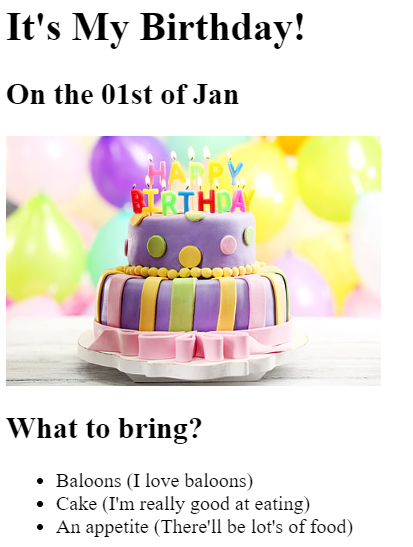 It's My Birthday!
On the 01st of Jan
HAPPY
BIRTHDAY
What to bring?
Baloons (I love baloons)
Cake (I'm really good at eating)
An appetite (There'll be lot's of food)